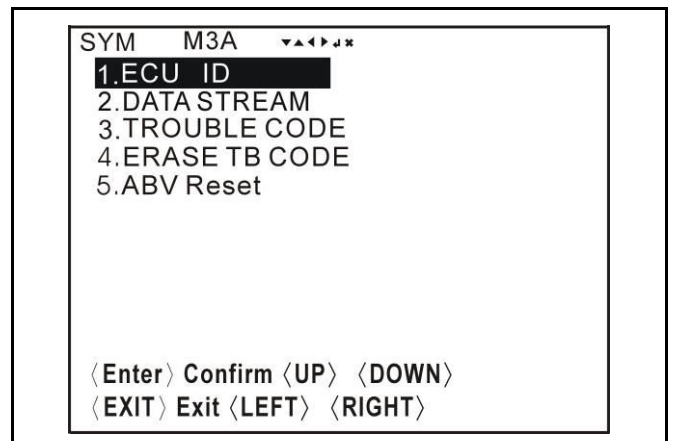 SYM M3A ▼▲◀▶↲✖
1.ECU ID
2.DATA STREAM
3.TROUBLE CODE
4.ERASE TB CODE
5.ABV Reset
〈Enter〉 Confirm 〈UP〉 〈DOWN〉
〈EXIT〉 Exit 〈LEFT〉 〈RIGHT〉